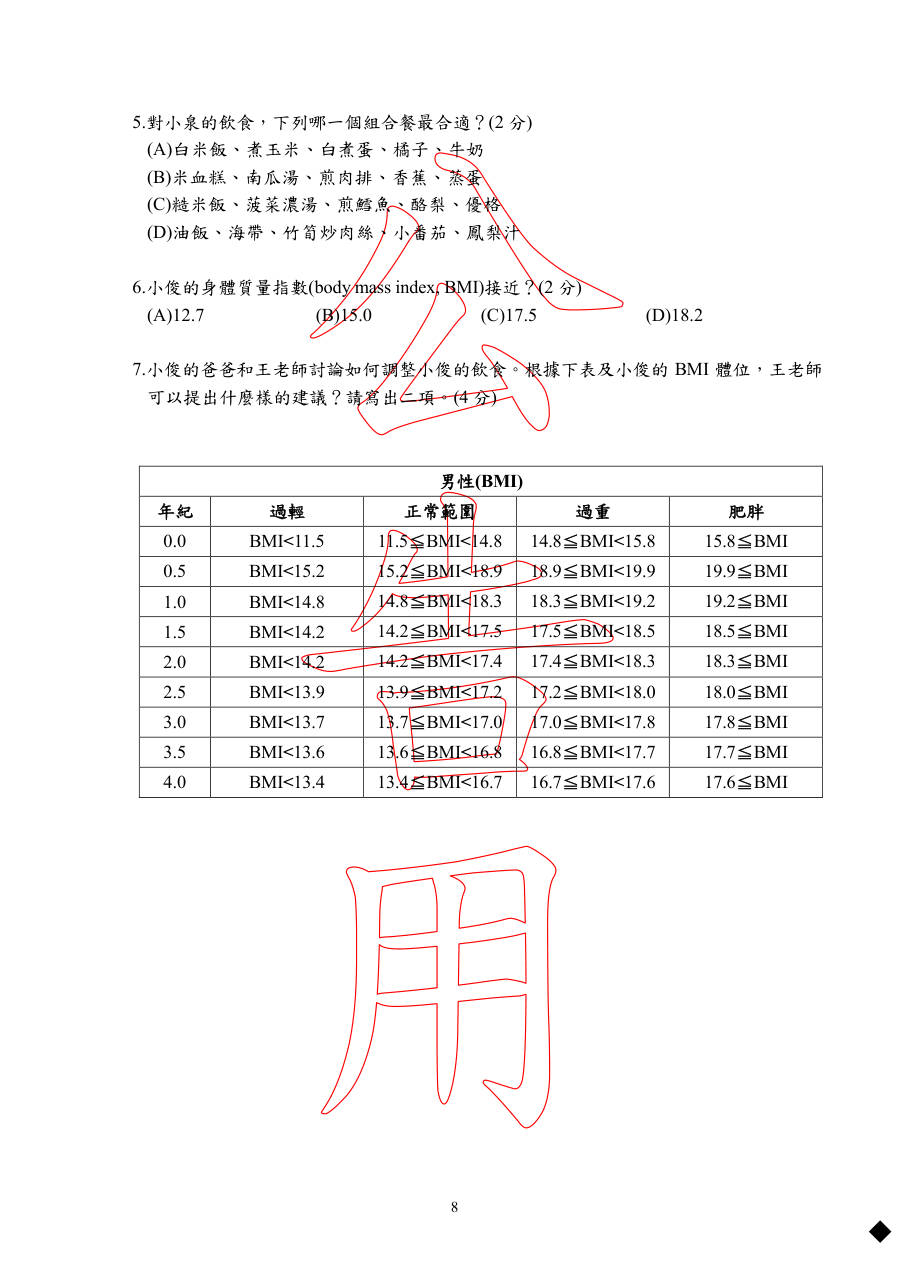 5.對小泉的飲食，下列哪一個組合餐最合適？(2 分)
(A)白米飯、煮玉米、白煮蛋、橘子、牛奶
(B)米血糕、南瓜湯、煎肉排、香蕉、蒸蛋
(C)糙米飯、菠菜濃湯、煎鱈魚、酪梨、優格
(D)油飯、海帶、竹筍炒肉絲、小番茄、鳳梨汁
6.小俊的身體質量指數(body mass index, BMI)接近？(2 分)
(A)12.7 (B)15.0 (C)17.5 (D)18.2
7.小俊的爸爸和王老師討論如何調整小俊的飲食。根據下表及小俊的 BMI 體位，王老師
可以提出什麼樣的建議？請寫出二項。(4 分)
男性(BMI)
年紀 過輕 正常範圍 過重 肥胖
0.0 BMI<11.5 11.5≦BMI<14.8 14.8≦BMI<15.8 15.8≦BMI
0.5 BMI<15.2 15.2≦BMI<18.9 18.9≦BMI<19.9 19.9≦BMI
1.0 BMI<14.8 14.8≦BMI<18.3 18.3≦BMI<19.2 19.2≦BMI
1.5 BMI<14.2 14.2≦BMI<17.5 17.5≦BMI<18.5 18.5≦BMI
2.0 BMI<14.2 14.2≦BMI<17.4 17.4≦BMI<18.3 18.3≦BMI
2.5 BMI<13.9 13.9≦BMI<17.2 17.2≦BMI<18.0 18.0≦BMI
3.0 BMI<13.7 13.7≦BMI<17.0 17.0≦BMI<17.8 17.8≦BMI
3.5 BMI<13.6 13.6≦BMI<16.8 16.8≦BMI<17.7 17.7≦BMI
4.0 BMI<13.4 13.4≦BMI<16.7 16.7≦BMI<17.6 17.6≦BMI
公告用
8